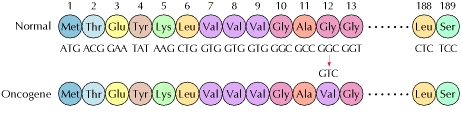 1 2 3 4 5 6 7 8 9 10 11 12 13 188 189
Normal Met Thr Glu Tyr Lys Leu Val Val Val Gly Ala Gly Gly ······· Leu Ser
ATG ACG GAA TAT AAG CTG GTG GTG GTG GGC GCC GGC GGT CTC TCC
GTC
Oncogene Met Thr Glu Tyr Lys Leu Val Val Val Gly Ala Val Gly ······· Leu Ser